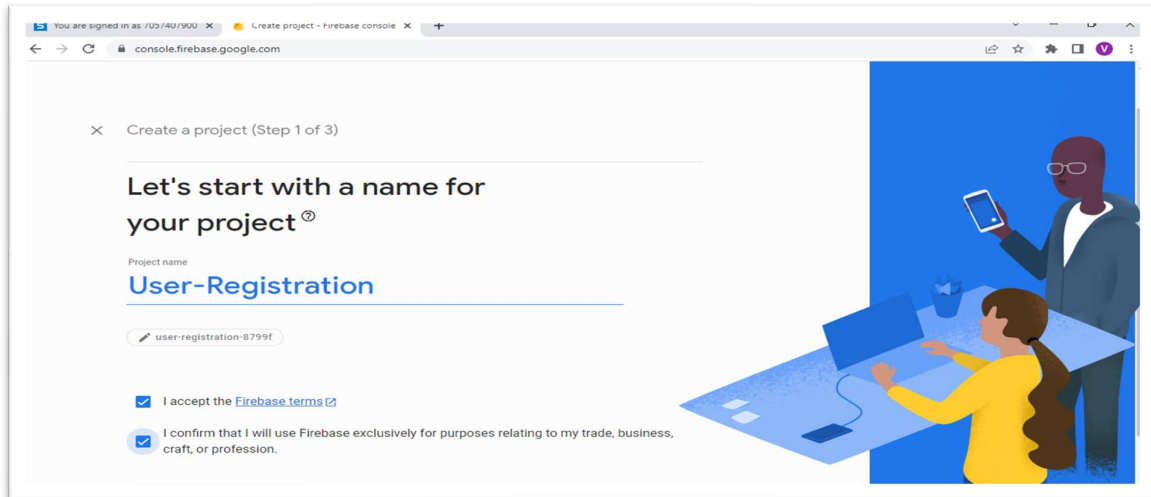 You are signed in as 7057407900
Create project - Firebase console
console.firebase.google.com
V
Create a project (Step 1 of 3)
Let's start with a name for
your project
Project name
User-Registration
user-registration-8799f
I accept the Firebase terms
I confirm that I will use Firebase exclusively for purposes relating to my trade, business,
craft, or profession.